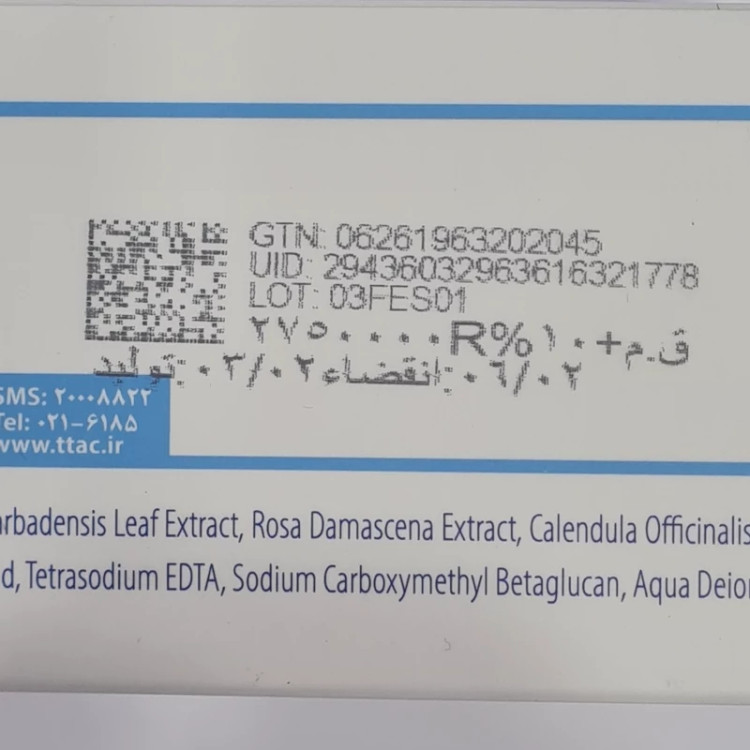 GTN: 06261963202045
UID: 29436032963616321778
LOT: 03FES01
ق.م+۱۰%R۲۷۵۰۰۰۰
تولید: ۰۳/۰۲ انقضاء: ۰۶/۰۲
SMS: ۲۰۰۰۸۸۲۲
Tel: ۰۲۱-۶۱۸۵
www.ttac.ir
arbadensis Leaf Extract, Rosa Damascena Extract, Calendula Officinalis
d, Tetrasodium EDTA, Sodium Carboxymethyl Betaglucan, Aqua Deion